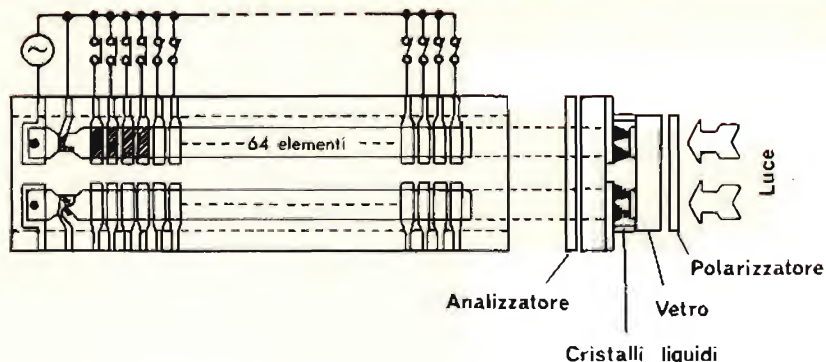 64 elementi
Luce
Polarizzatore
Analizzatore
Vetro
Cristalli liquidi